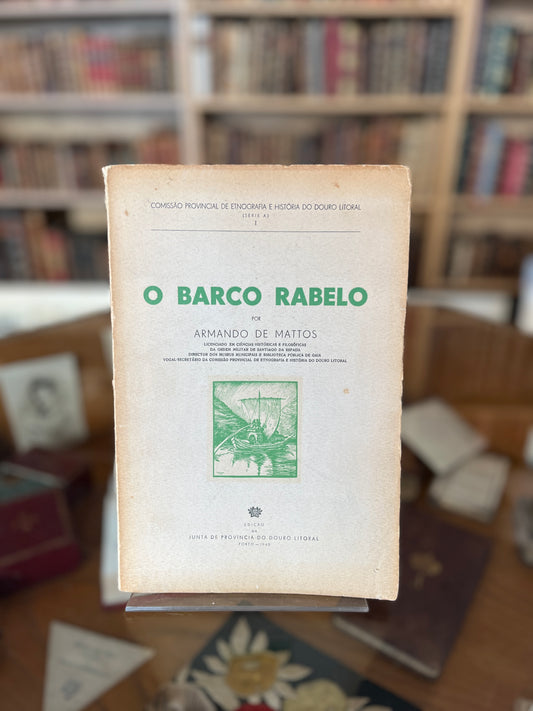 COMISSÃO PROVINCIAL DE ETNOGRAFIA E HISTÓRIA DO DOURO LITORAL
(SÉRIE A)
I
O BARCO RABELO
POR
ARMANDO DE MATTOS
LICENCIADO EM CIÊNCIAS HISTÓRICAS E FILOSÓFICAS
DA ORDEM MILITAR DE SANTIAGO DA ESPADA
DIRECTOR DOS MUSEUS MUNICIPAIS E BIBLIOTECA PÚBLICA DE GAIA
VOGAL-SECRETÁRIO DA COMISSÃO PROVINCIAL DE ETNOGRAFIA E HISTÓRIA DO DOURO LITORAL
EDIÇÃO
DA
JUNTA DE PROVÍNCIA DO DOURO LITORAL
PORTO — 1940